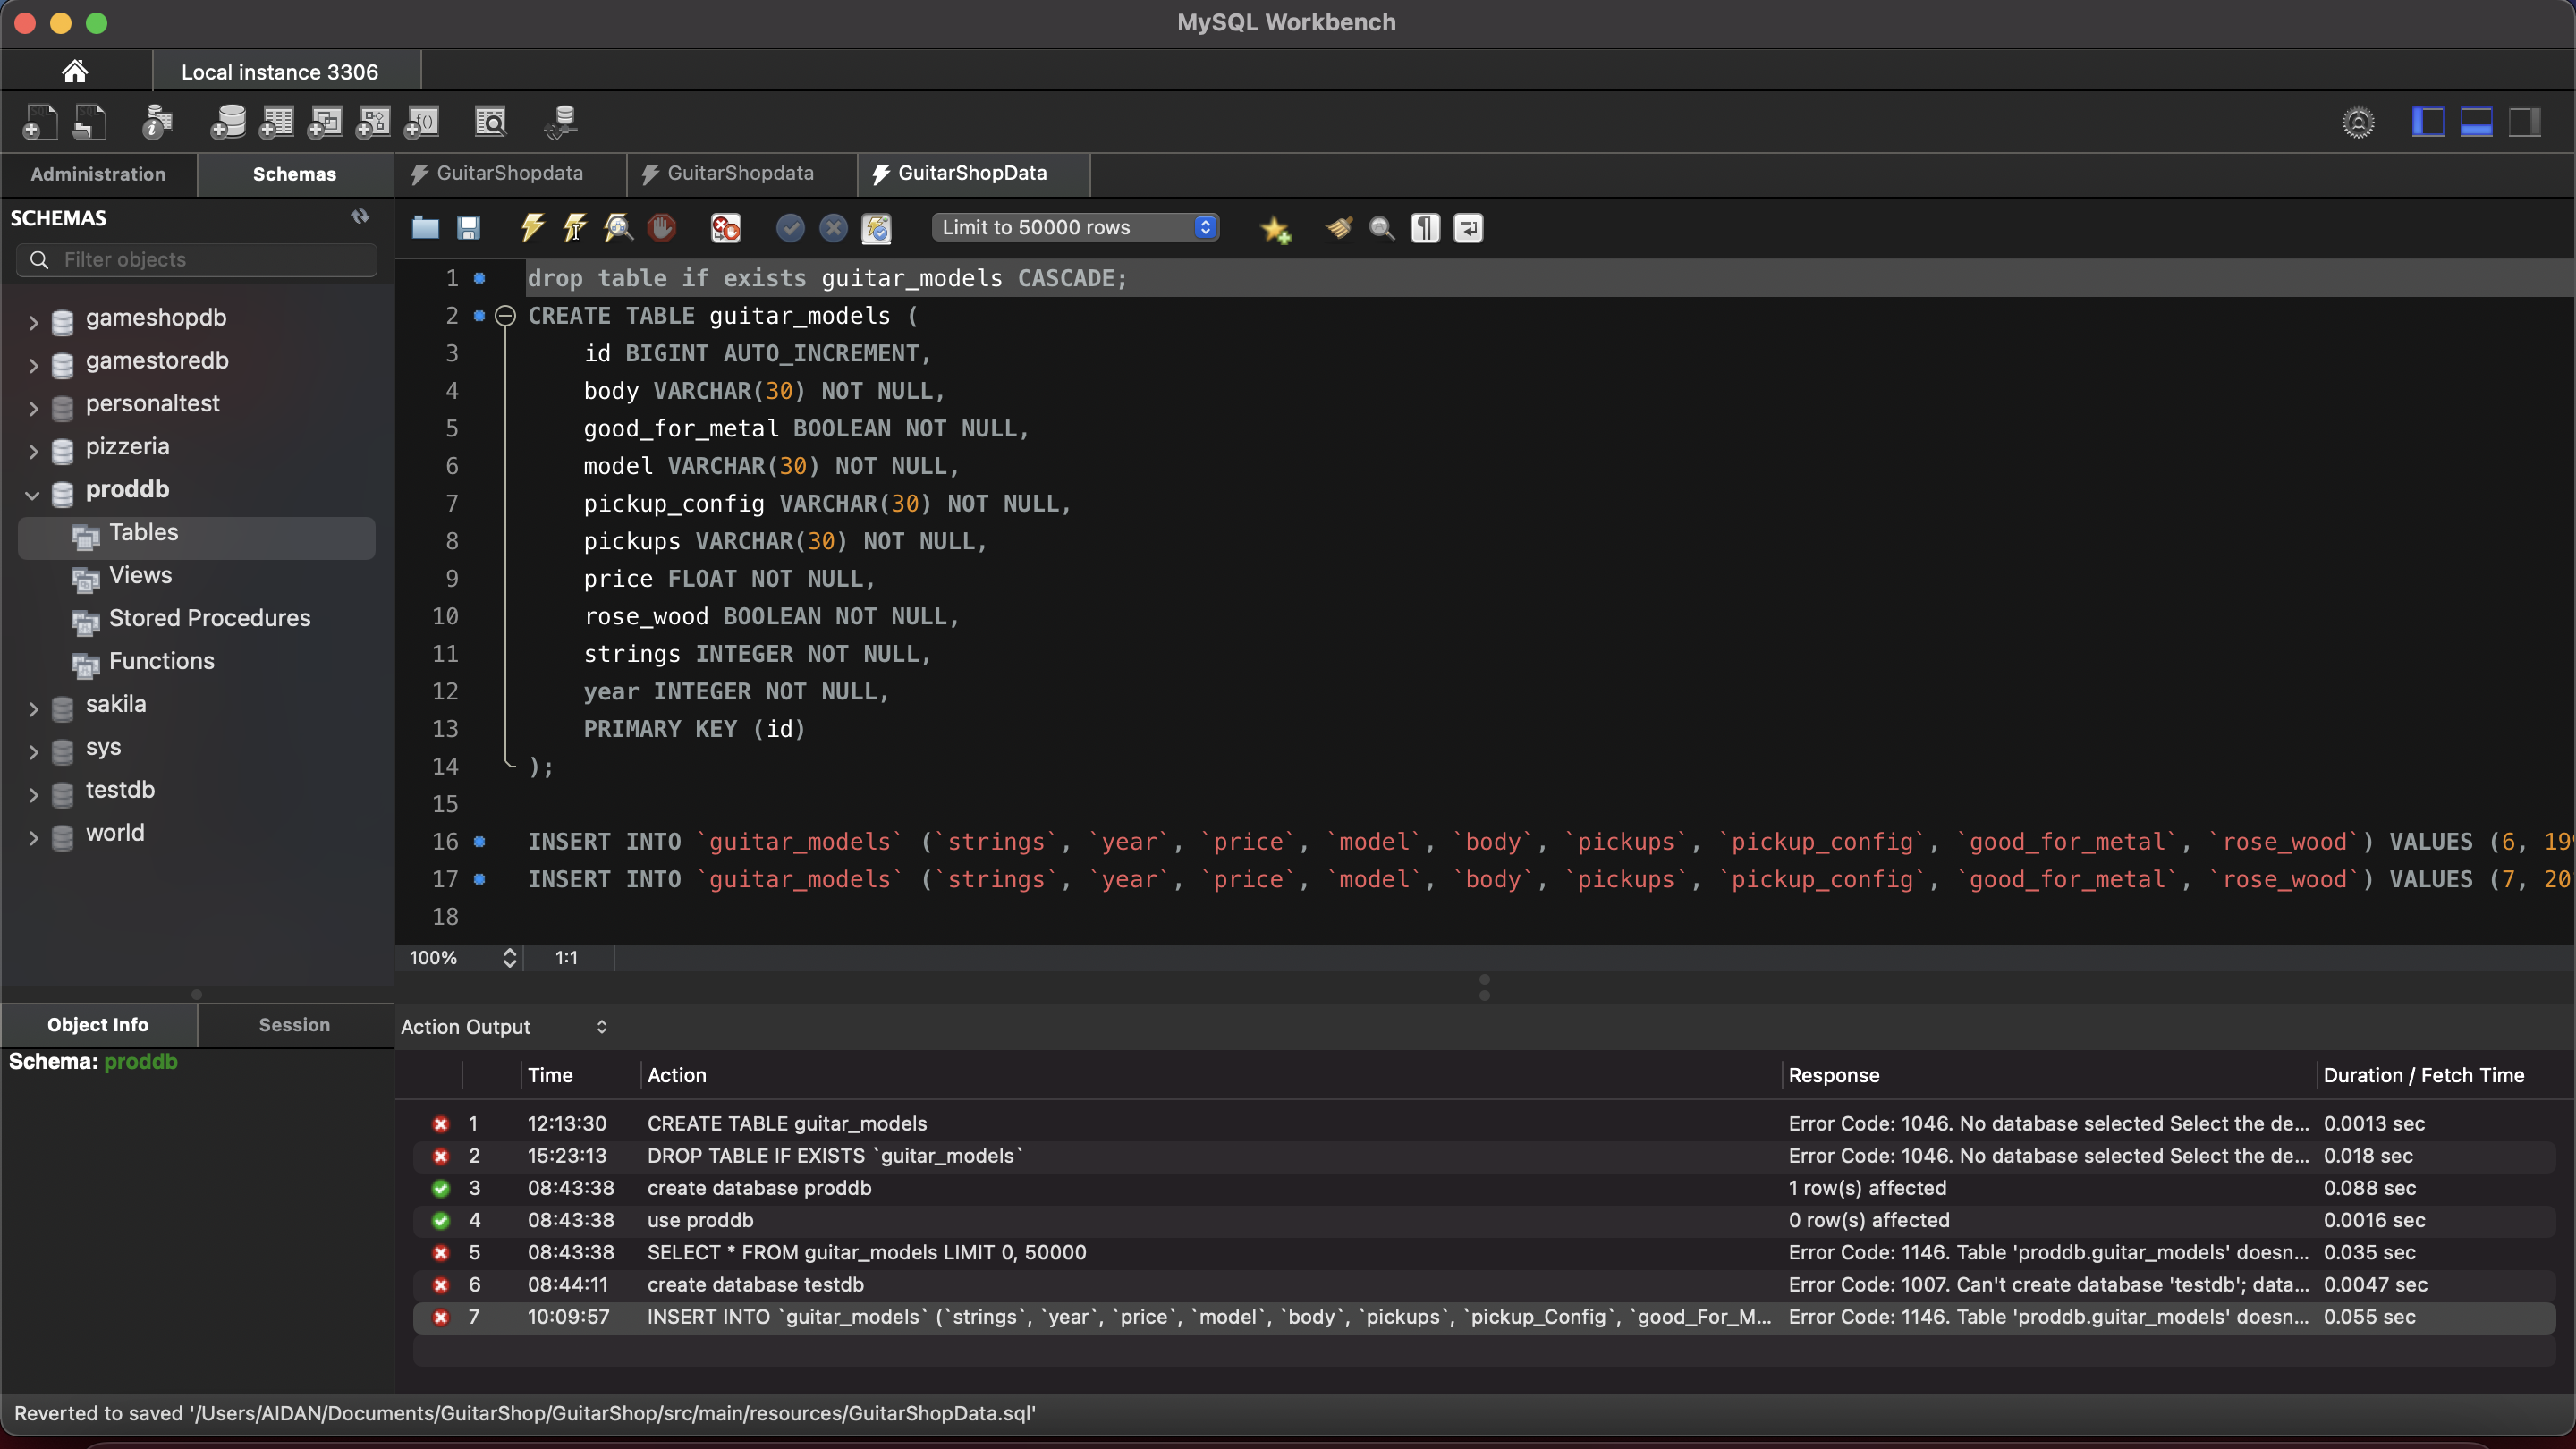 MySQL Workbench
Local instance 3306
Administration
Schemas
GuitarShopdata
GuitarShopdata
GuitarShopData
SCHEMAS
Filter objects
Limit to 50000 rows
gameshopdb
gamestoredb
personaltest
pizzeria
proddb
Tables
Views
Stored Procedures
Functions
sakila
sys
testdb
world
1 drop table if exists guitar_models CASCADE;
2 CREATE TABLE guitar_models (
3 id BIGINT AUTO_INCREMENT,
4 body VARCHAR(30) NOT NULL,
5 good_for_metal BOOLEAN NOT NULL,
6 model VARCHAR(30) NOT NULL,
7 pickup_config VARCHAR(30) NOT NULL,
8 pickups VARCHAR(30) NOT NULL,
9 price FLOAT NOT NULL,
10 rose_wood BOOLEAN NOT NULL,
11 strings INTEGER NOT NULL,
12 year INTEGER NOT NULL,
13 PRIMARY KEY (id)
14 );
15
16 INSERT INTO `guitar_models` (`strings`, `year`, `price`, `model`, `body`, `pickups`, `pickup_config`, `good_for_metal`, `rose_wood`) VALUES (6, 19
17 INSERT INTO `guitar_models` (`strings`, `year`, `price`, `model`, `body`, `pickups`, `pickup_config`, `good_for_metal`, `rose_wood`) VALUES (7, 20
18
100% 1:1
Object Info
Session
Schema: proddb
Action Output
Time Action Response Duration / Fetch Time
1 12:13:30 CREATE TABLE guitar_models Error Code: 1046. No database selected Select the de... 0.0013 sec
2 15:23:13 DROP TABLE IF EXISTS `guitar_models` Error Code: 1046. No database selected Select the de... 0.018 sec
3 08:43:38 create database proddb 1 row(s) affected 0.088 sec
4 08:43:38 use proddb 0 row(s) affected 0.0016 sec
5 08:43:38 SELECT * FROM guitar_models LIMIT 0, 50000 Error Code: 1146. Table 'proddb.guitar_models' doesn... 0.035 sec
6 08:44:11 create database testdb Error Code: 1007. Can't create database 'testdb'; data... 0.0047 sec
7 10:09:57 INSERT INTO `guitar_models` (`strings`, `year`, `price`, `model`, `body`, `pickups`, `pickup_Config`, `good_For_M... Error Code: 1146. Table 'proddb.guitar_models' doesn... 0.055 sec
Reverted to saved '/Users/AIDAN/Documents/GuitarShop/GuitarShop/src/main/resources/GuitarShopData.sql'